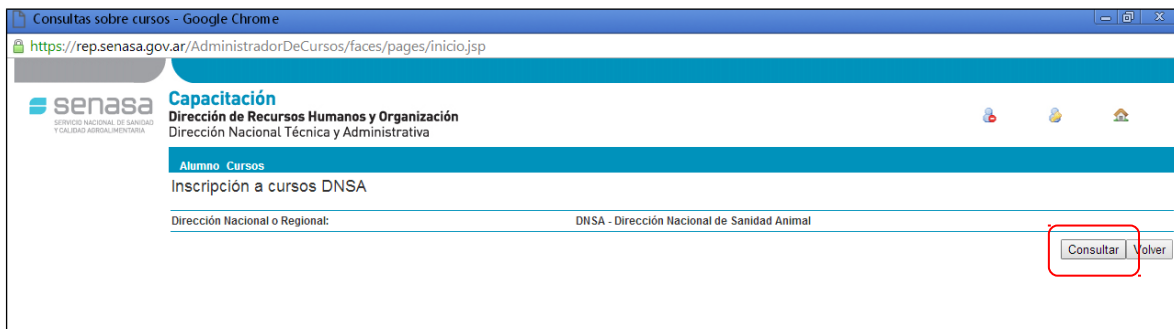 Consultas sobre cursos - Google Chrome
https://rep.senasa.gov.ar/AdministradorDeCursos/faces/pages/inicio.jsp
senasa
SERVICIO NACIONAL DE SANIDAD
Y CALIDAD AGROALIMENTARIA
Capacitación
Dirección de Recursos Humanos y Organización
Dirección Nacional Técnica y Administrativa
Alumno Cursos
Inscripción a cursos DNSA
Dirección Nacional o Regional: DNSA - Dirección Nacional de Sanidad Animal
Consultar Volver